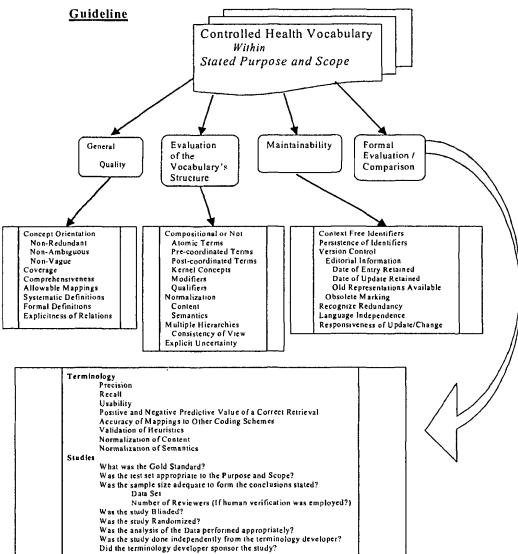 Guideline
Controlled Health Vocabulary
Within
Stated Purpose and Scope
General
Quality
Evaluation
of the
Vocabulary's
Structure
Maintainability
Formal
Evaluation /
Comparison
Concept Orientation
Non-Redundant
Non-Ambiguous
Non-Vague
Coverage
Comprehensiveness
Allowable Mappings
Systematic Definitions
Formal Definitions
Explicitness of Relations
Compositional or Not
Atomic Terms
Pre-coordinated Terms
Post-coordinated Terms
Kernel Concepts
Modifiers
Qualifiers
Normalization
Content
Semantics
Multiple Hierarchies
Consistency of View
Explicit Uncertainty
Context Free Identifiers
Persistence of Identifiers
Version Control
Editorial Information
Date of Entry Retained
Date of Update Retained
Old Representations Available
Obsolete Marking
Recognize Redundancy
Language Independence
Responsiveness of Update/Change
Terminology
Precision
Recall
Usability
Positive and Negative Predictive Value of a Correct Retrieval
Accuracy of Mappings to Other Coding Schemes
Validation of Heuristics
Normalization of Content
Normalization of Semantics
Studies
What was the Gold Standard?
Was the test set appropriate to the Purpose and Scope?
Was the sample size adequate to form the conclusions stated?
Data Set
Number of Reviewers (If human verification was employed?)
Was the study Blinded?
Was the study Randomized?
Was the analysis of the Data performed appropriately?
Was the study done independently from the terminology developer?
Did the terminology developer sponsor the study?